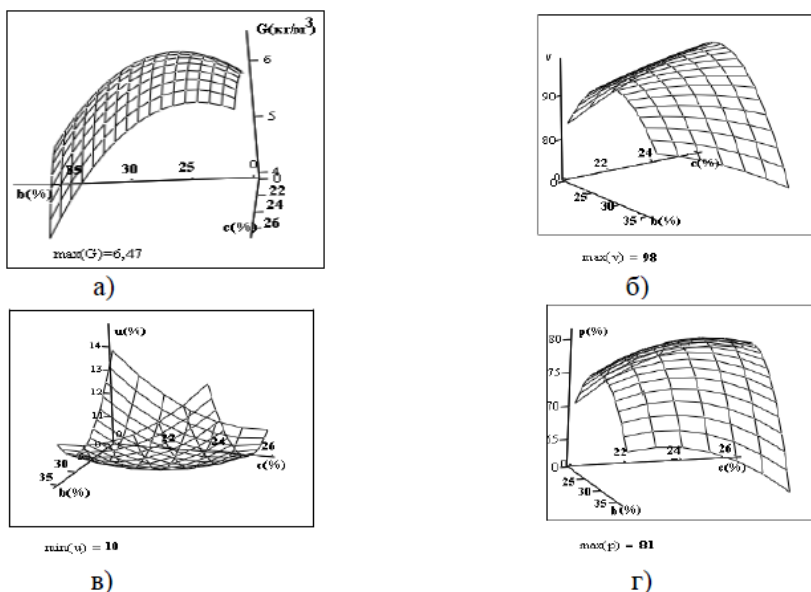 G(кг/м³)
6
5
4
0
0
35
30
25
b(%)
22
24
26
c(%)
max(G)=6,47
а)
v
90
80
0
22
24
c(%)
25
30
35
b(%)
max(v) = 98
б)
u(%)
14
13
12
11
0
22
24
26
c(%)
30
35
b(%)
min(u) = 10
в)
p(%)
80
75
70
65
0
22
24
26
c(%)
25
30
35
b(%)
max(p) = 81
г)